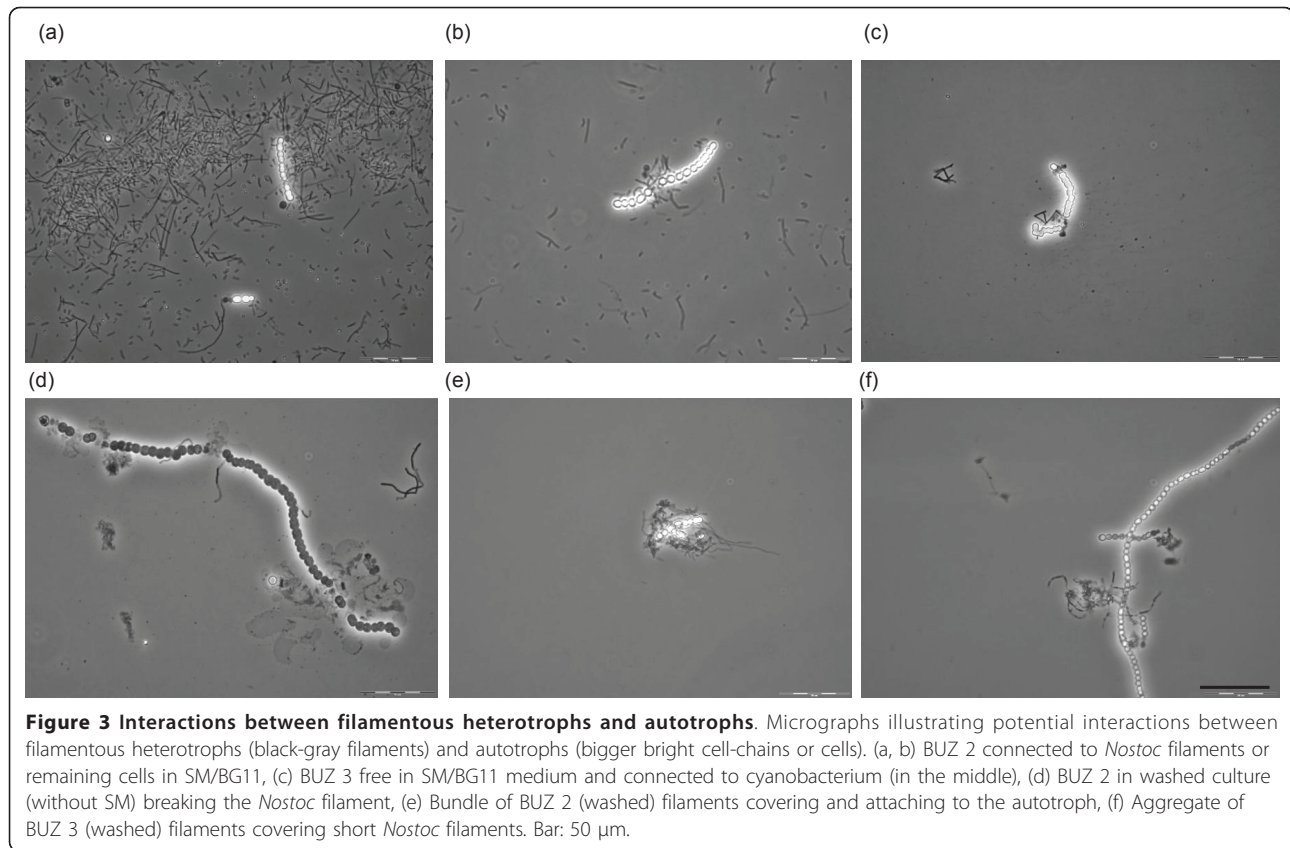 (a)
(b)
(c)
(d)
(e)
(f)
Figure 3 Interactions between filamentous heterotrophs and autotrophs. Micrographs illustrating potential interactions between
filamentous heterotrophs (black-gray filaments) and autotrophs (bigger bright cell-chains or cells). (a, b) BUZ 2 connected to Nostoc filaments or
remaining cells in SM/BG11, (c) BUZ 3 free in SM/BG11 medium and connected to cyanobacterium (in the middle), (d) BUZ 2 in washed culture
(without SM) breaking the Nostoc filament, (e) Bundle of BUZ 2 (washed) filaments covering and attaching to the autotroph, (f) Aggregate of
BUZ 3 (washed) filaments covering short Nostoc filaments. Bar: 50 μm.